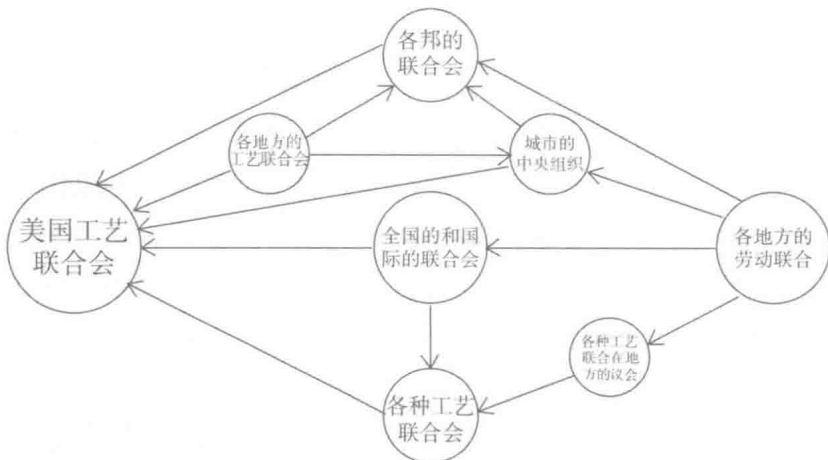 各邦的
联合会
各地方的
工艺联合会
城市的
中央组织
美国工艺
联合会
全国的和国
际的联合会
各地方的
劳动联合
各种工艺
联合在地
方的议会
各种工艺
联合会